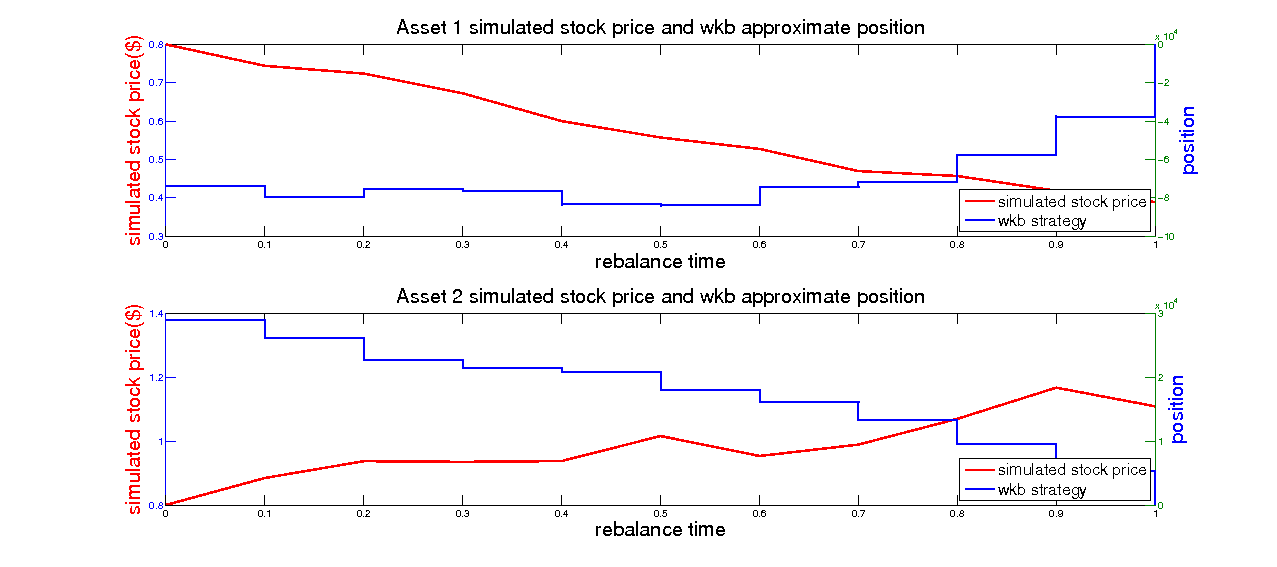 Asset 1 simulated stock price and wkb approximate position
x 10^4
simulated stock price($)
0.8
0.7
0.6
0.5
0.4
0.3
0
-2
-4
-6
-8
-10
position
simulated stock price
wkb strategy
0 0.1 0.2 0.3 0.4 0.5 0.6 0.7 0.8 0.9 1
rebalance time
Asset 2 simulated stock price and wkb approximate position
x 10^4
simulated stock price($)
1.4
1.2
1
0.8
3
2
1
0
position
simulated stock price
wkb strategy
0 0.1 0.2 0.3 0.4 0.5 0.6 0.7 0.8 0.9 1
rebalance time